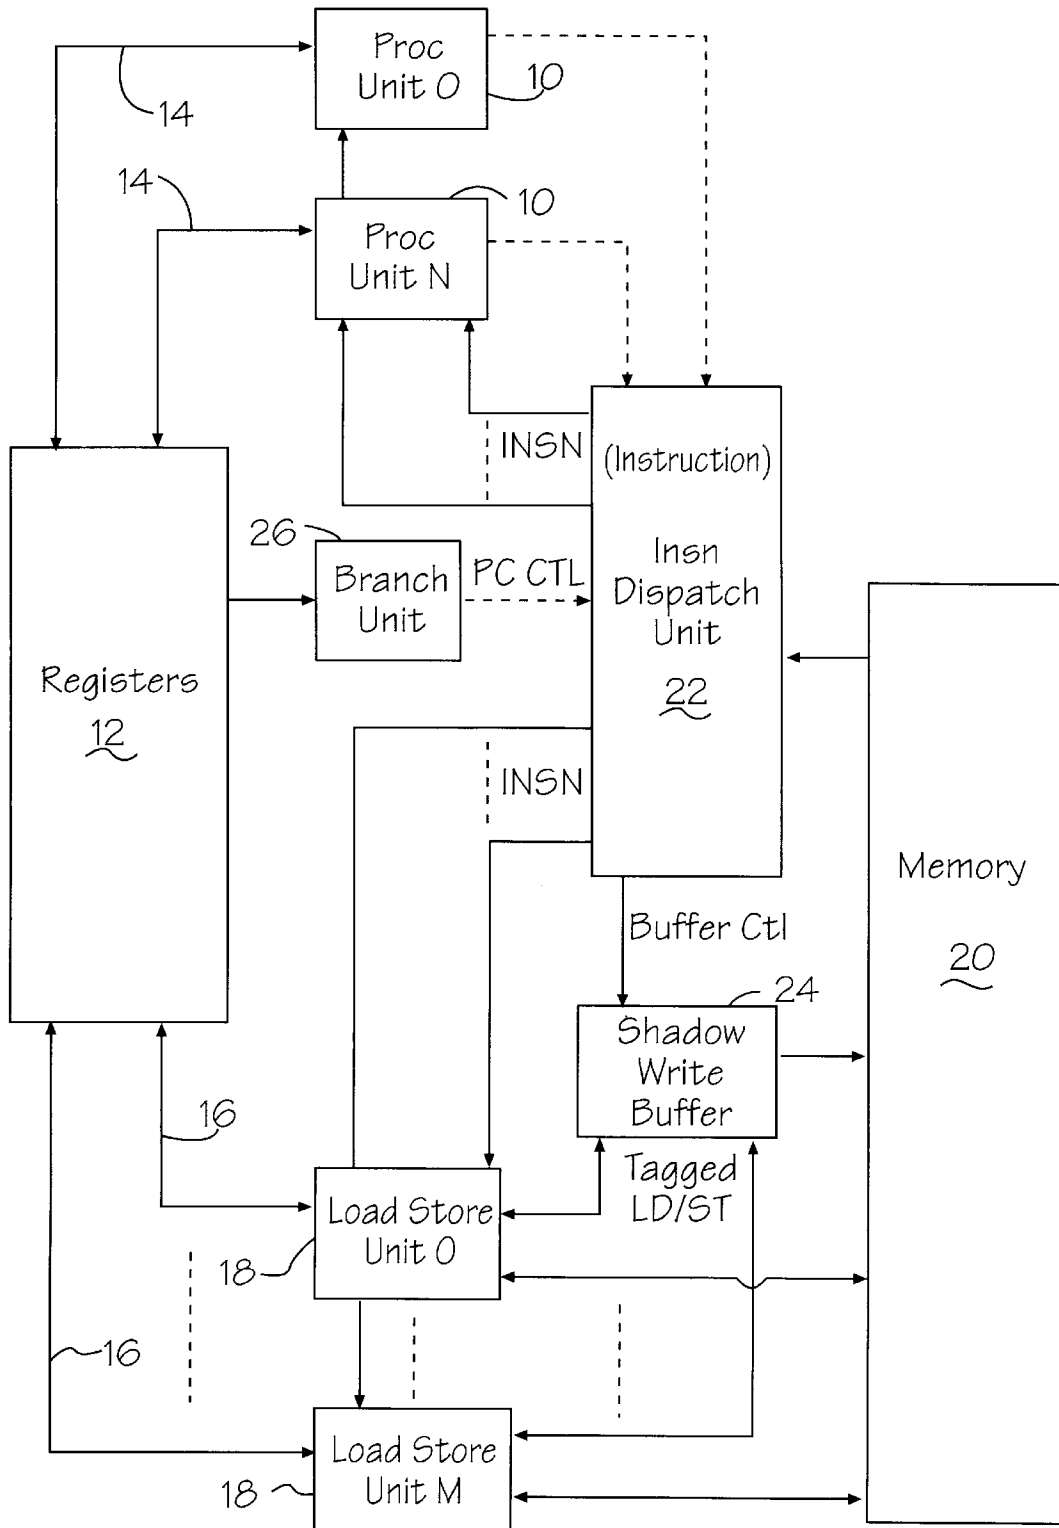 Proc
Unit 0
10
14
14
10
Proc
Unit N
INSN
(Instruction)
26
Branch
Unit
PC CTL
Insn
Dispatch
Unit
22
Registers
12
INSN
Memory
20
Buffer Ctl
24
Shadow
Write
Buffer
16
Tagged
LD/ST
Load Store
Unit 0
18
16
Load Store
Unit M
18